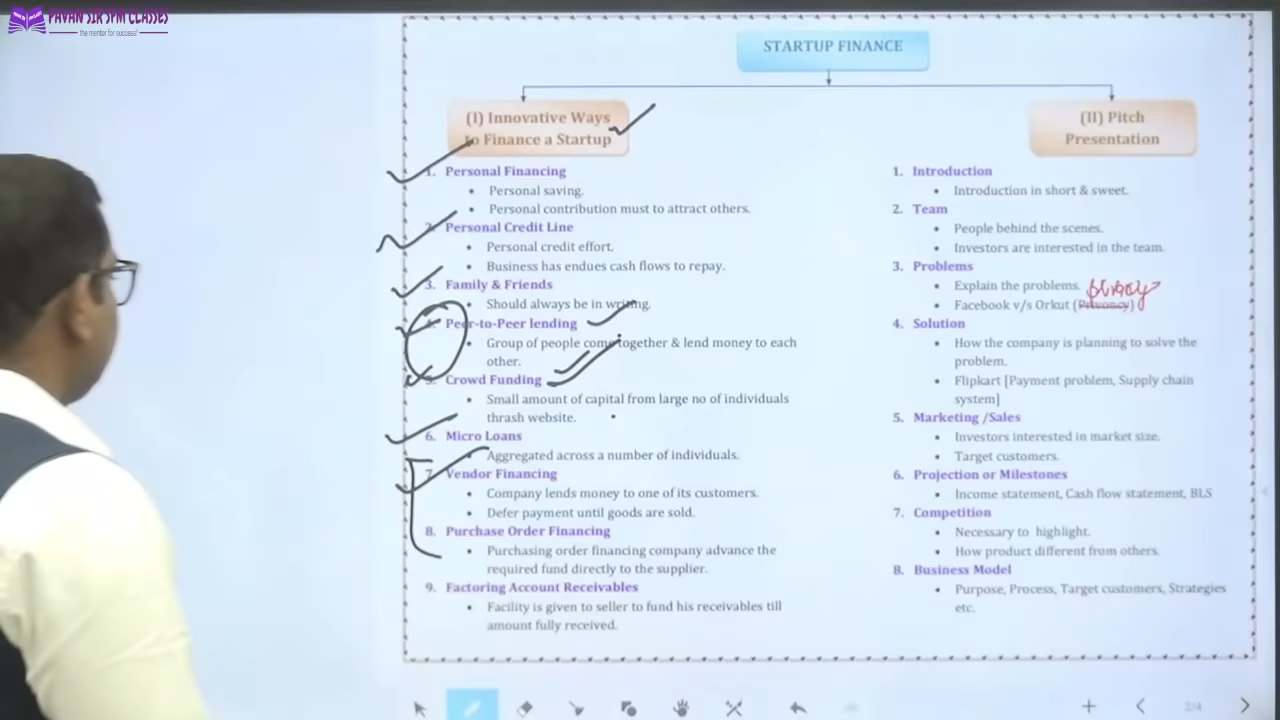 PAVAN SIR SPM CLASSES
the mentor for success!
STARTUP FINANCE
(I) Innovative Ways
to Finance a Startup
1. Personal Financing
• Personal saving.
• Personal contribution must to attract others.
2. Personal Credit Line
• Personal credit effort.
• Business has endues cash flows to repay.
3. Family & Friends
• Should always be in writing.
4. Peer-to-Peer lending
• Group of people come together & lend money to each
other.
5. Crowd Funding
• Small amount of capital from large no of individuals
thrash website.
6. Micro Loans
• Aggregated across a number of individuals.
7. Vendor Financing
• Company lends money to one of its customers.
• Defer payment until goods are sold.
8. Purchase Order Financing
• Purchasing order financing company advance the
required fund directly to the supplier.
9. Factoring Account Receivables
• Facility is given to seller to fund his receivables till
amount fully received.
(II) Pitch
Presentation
1. Introduction
• Introduction in short & sweet.
2. Team
• People behind the scenes.
• Investors are interested in the team.
3. Problems
• Explain the problems.
• Facebook v/s Orkut (Privoncy)
4. Solution
• How the company is planning to solve the
problem.
• Flipkart [Payment problem, Supply chain
system]
5. Marketing /Sales
• Investors interested in market size.
• Target customers.
6. Projection or Milestones
• Income statement, Cash flow statement, BLS
7. Competition
• Necessary to highlight.
• How product different from others.
8. Business Model
• Purpose, Process, Target customers, Strategies
etc.
2/4